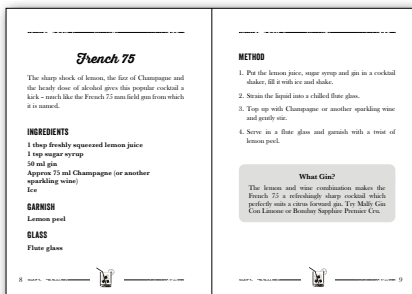 French 75
The sharp shock of lemon, the fizz of Champagne and
the heady dose of alcohol gives this popular cocktail a
kick – much like the French 75 mm field gun from which
it is named.
INGREDIENTS
1 tbsp freshly squeezed lemon juice
1 tsp sugar syrup
50 ml gin
Approx 75 ml Champagne (or another
sparkling wine)
Ice
GARNISH
Lemon peel
GLASS
Flute glass
8
METHOD
1. Put the lemon juice, sugar syrup and gin in a cocktail
shaker, fill it with ice and shake.
2. Strain the liquid into a chilled flute glass.
3. Top up with Champagne or another sparkling wine
and gently stir.
4. Serve in a flute glass and garnish with a twist of
lemon peel.
What Gin?
The lemon and wine combination makes the
French 75 a refreshingly sharp cocktail which
perfectly suits a citrus forward gin. Try Malfy Gin
Con Limone or Bombay Sapphire Premier Cru.
9